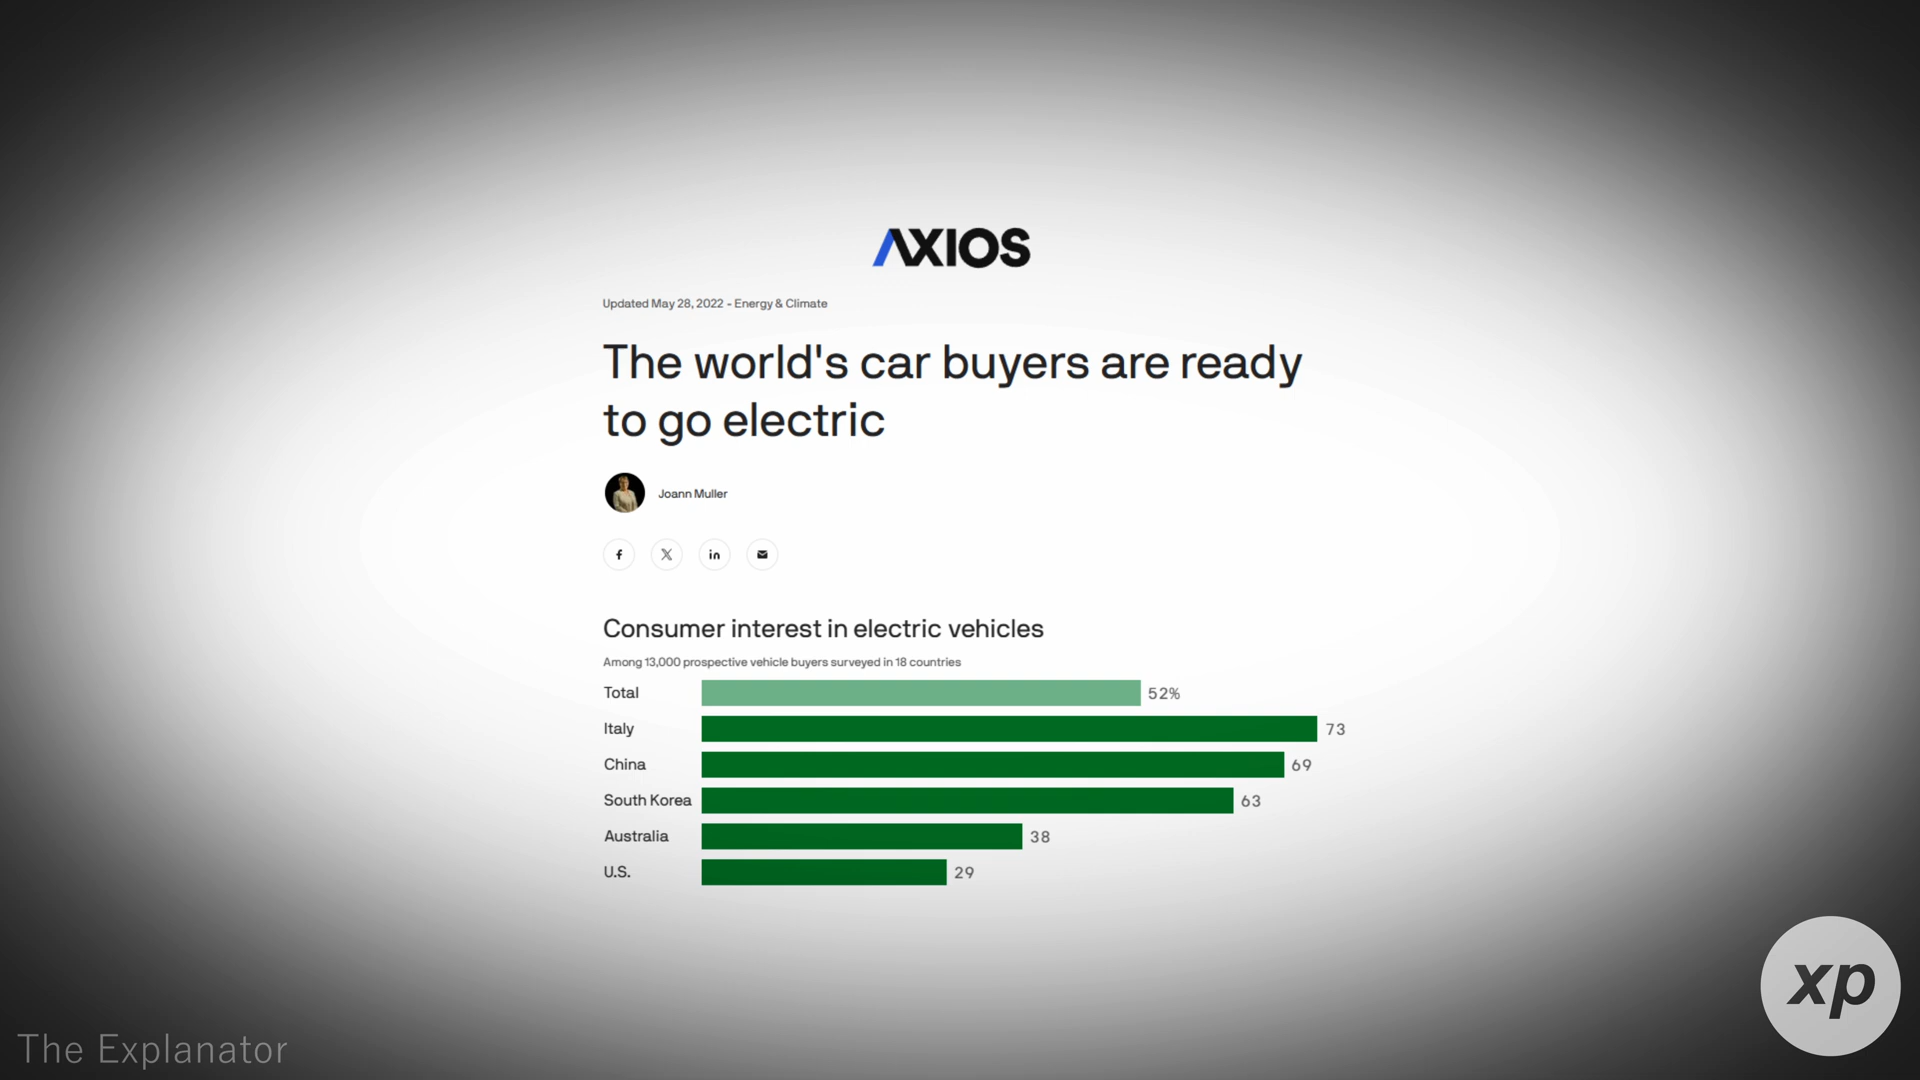 AXIOS
Updated May 28, 2022 - Energy & Climate
The world's car buyers are ready
to go electric
Joann Muller
f X in
Consumer interest in electric vehicles
Among 13,000 prospective vehicle buyers surveyed in 18 countries
Total 52%
Italy 73
China 69
South Korea 63
Australia 38
U.S. 29
xp
The Explanator